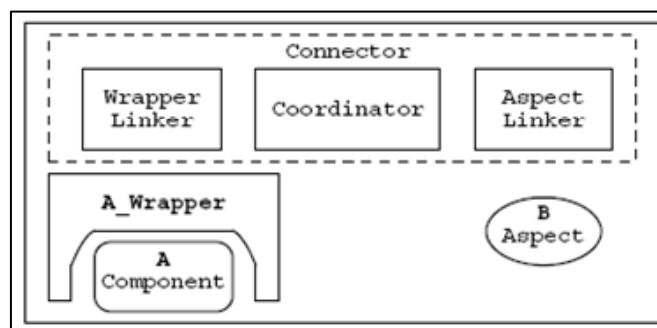 Connector
Wrapper
Linker
Coordinator
Aspect
Linker
A_Wrapper
A
Component
B
Aspect